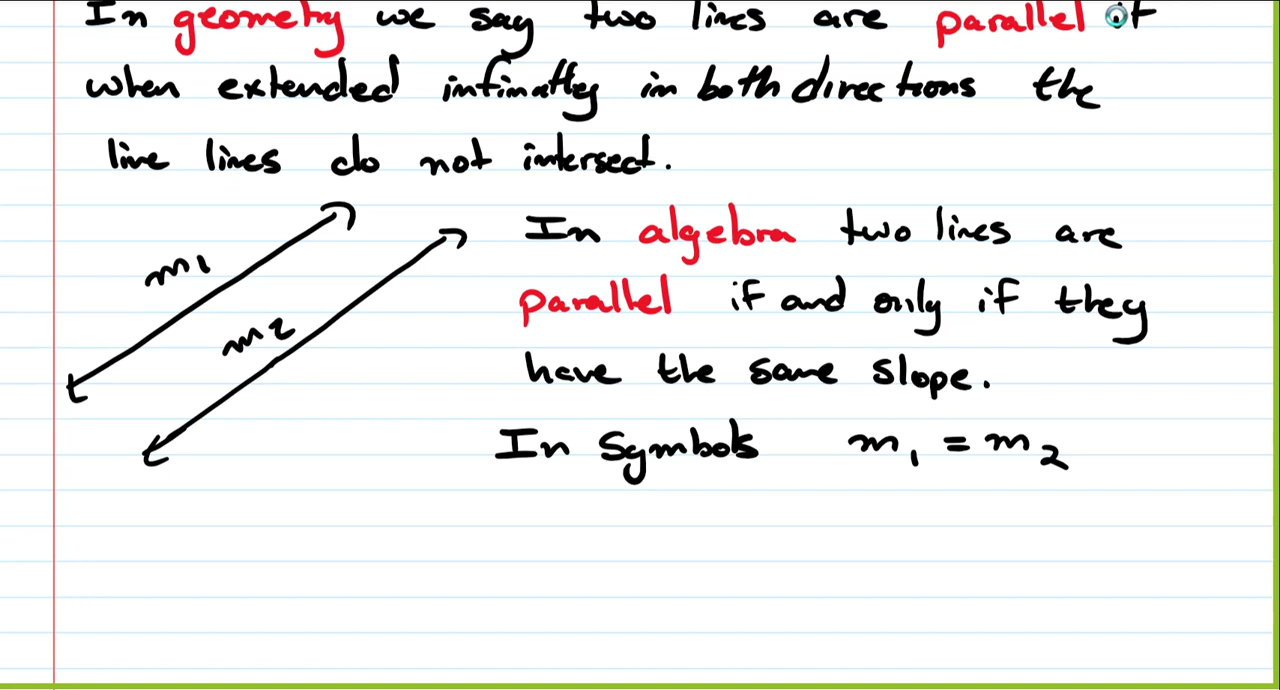 In geometry we say two lines are parallel if
when extended infinatly in both directions the
line lines do not intersect.
m1
m2
In algebra two lines are
parallel if and only if they
have the same slope.
In Symbols m₁ = m₂